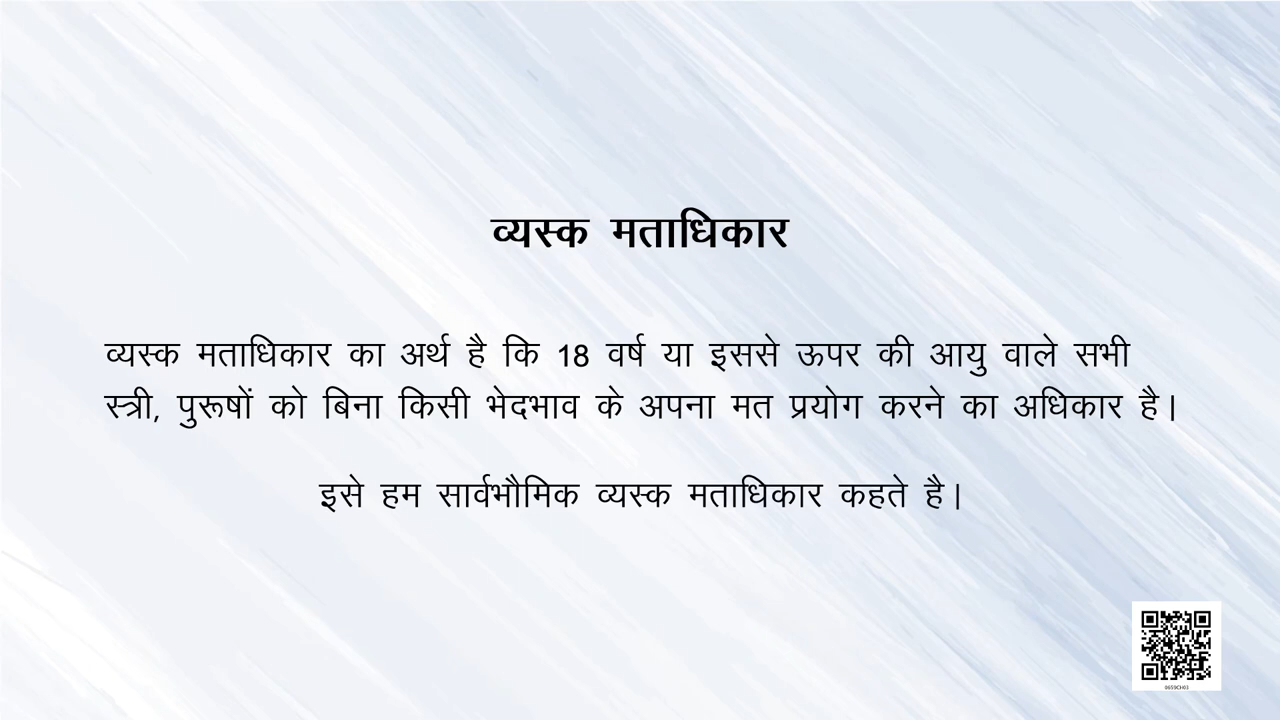 व्यस्क मताधिकार
व्यस्क मताधिकार का अर्थ है कि 18 वर्ष या इससे ऊपर की आयु वाले सभी
स्त्री, पुरूषों को बिना किसी भेदभाव के अपना मत प्रयोग करने का अधिकार है।
इसे हम सार्वभौमिक व्यस्क मताधिकार कहते है।